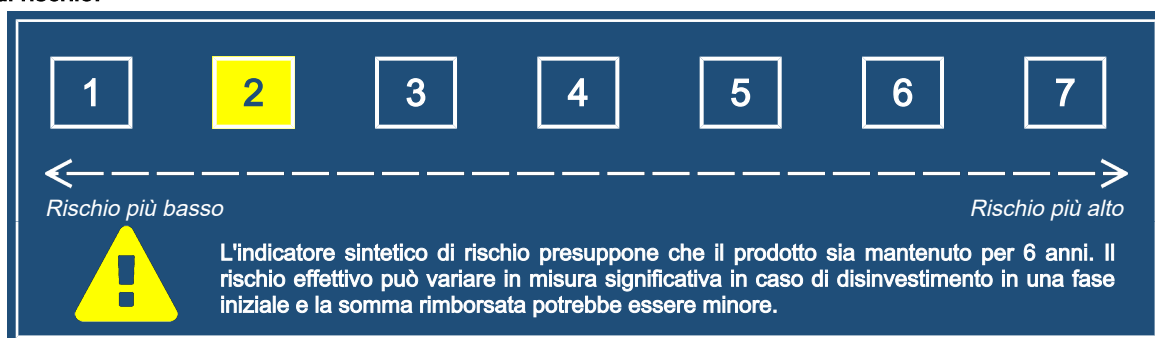 di rischio:
1 2 3 4 5 6 7
Rischio più basso Rischio più alto
L'indicatore sintetico di rischio presuppone che il prodotto sia mantenuto per 6 anni. Il
rischio effettivo può variare in misura significativa in caso di disinvestimento in una fase
iniziale e la somma rimborsata potrebbe essere minore.